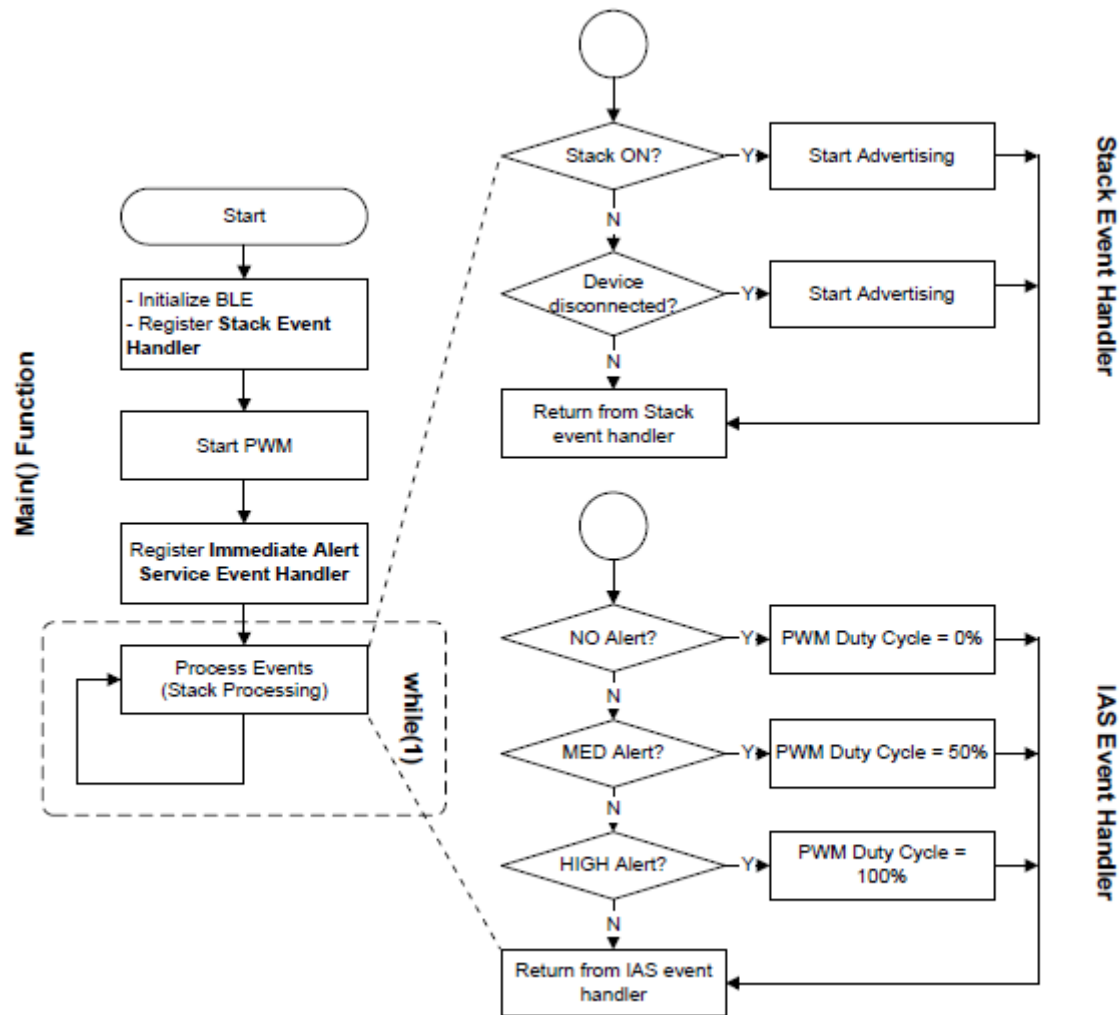 Main() Function
Start
- Initialize BLE
- Register Stack Event
Handler
Start PWM
Register Immediate Alert
Service Event Handler
Process Events
(Stack Processing)
while(1)
Stack Event Handler
Stack ON?
Y
Start Advertising
N
Device
disconnected?
Y
Start Advertising
N
Return from Stack
event handler
IAS Event Handler
NO Alert?
Y
PWM Duty Cycle = 0%
N
MED Alert?
Y
PWM Duty Cycle = 50%
N
HIGH Alert?
Y
PWM Duty Cycle =
100%
N
Return from IAS event
handler